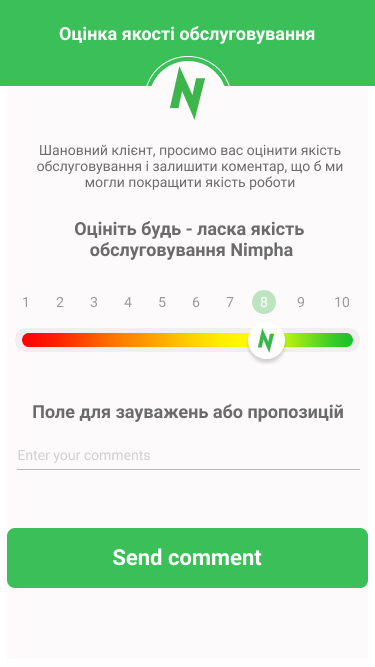 Оцінка якості обслуговування
N
Шановний клієнт, просимо вас оцінити якість
обслуговування і залишити коментар, що б ми
могли покращити якість роботи
Оцініть будь - ласка якість
обслуговування Nimpha
1 2 3 4 5 6 7 8 9 10
N
Поле для зауважень або пропозицій
Enter your comments
Send comment